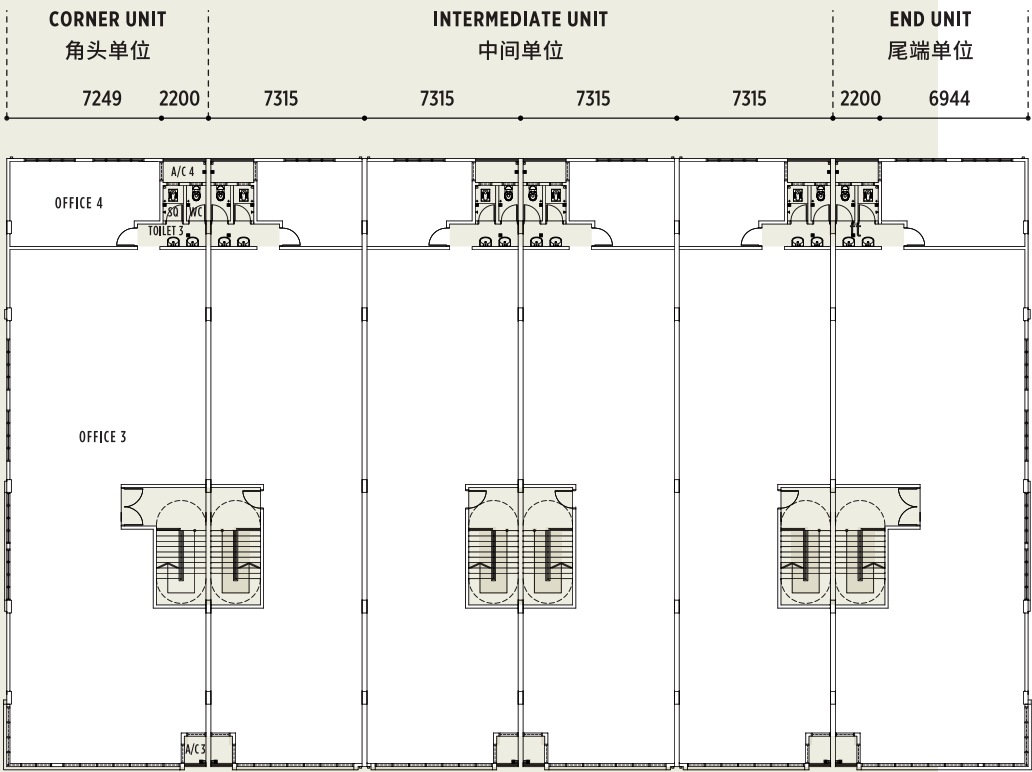 CORNER UNIT
角头单位
INTERMEDIATE UNIT
中间单位
END UNIT
尾端单位
7249 2200 7315 7315 7315 7315 2200 6944
A/C 4
OFFICE 4
SQ WC
TOILET 3
OFFICE 3
A/C 3